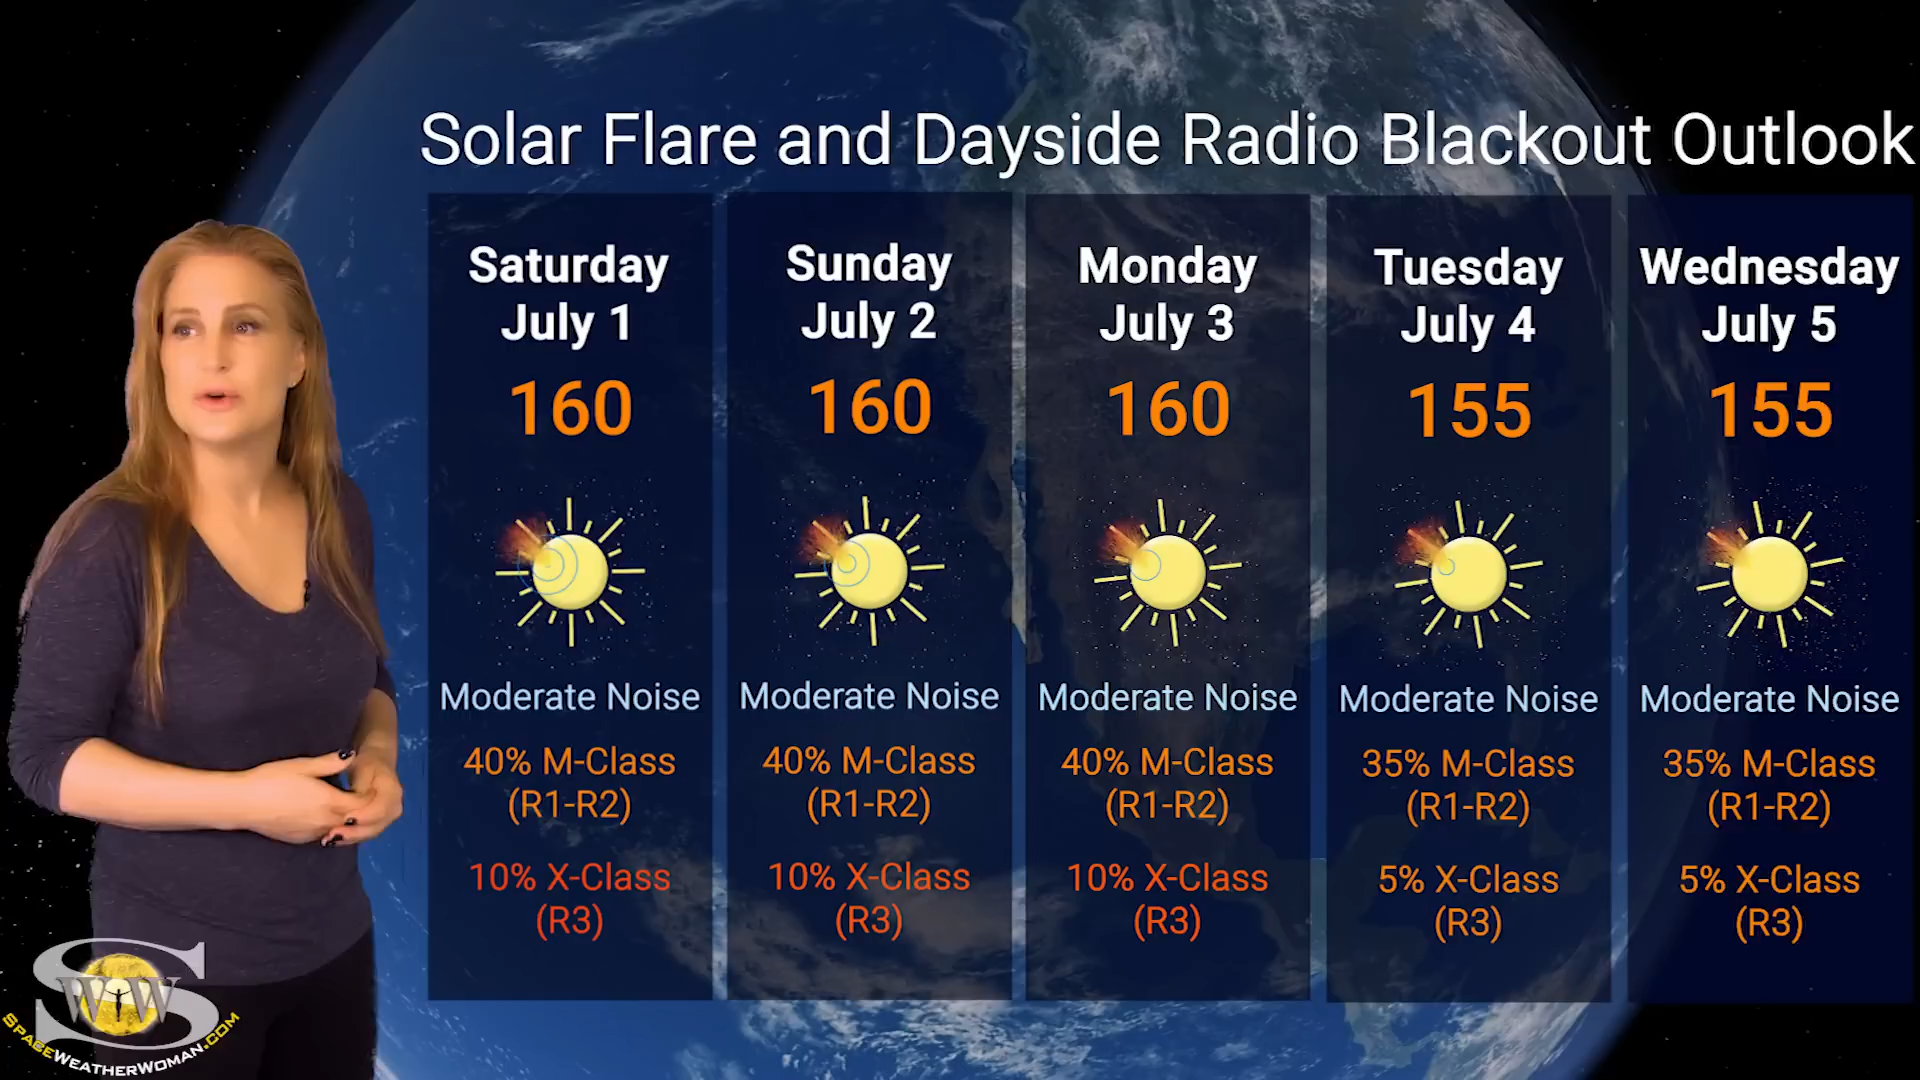 Solar Flare and Dayside Radio Blackout Outlook
Saturday
July 1
160
Moderate Noise
40% M-Class
(R1-R2)
10% X-Class
(R3)
Sunday
July 2
160
Moderate Noise
40% M-Class
(R1-R2)
10% X-Class
(R3)
Monday
July 3
160
Moderate Noise
40% M-Class
(R1-R2)
10% X-Class
(R3)
Tuesday
July 4
155
Moderate Noise
35% M-Class
(R1-R2)
5% X-Class
(R3)
Wednesday
July 5
155
Moderate Noise
35% M-Class
(R1-R2)
5% X-Class
(R3)
SWW
SPACEWEATHERWOMAN.COM